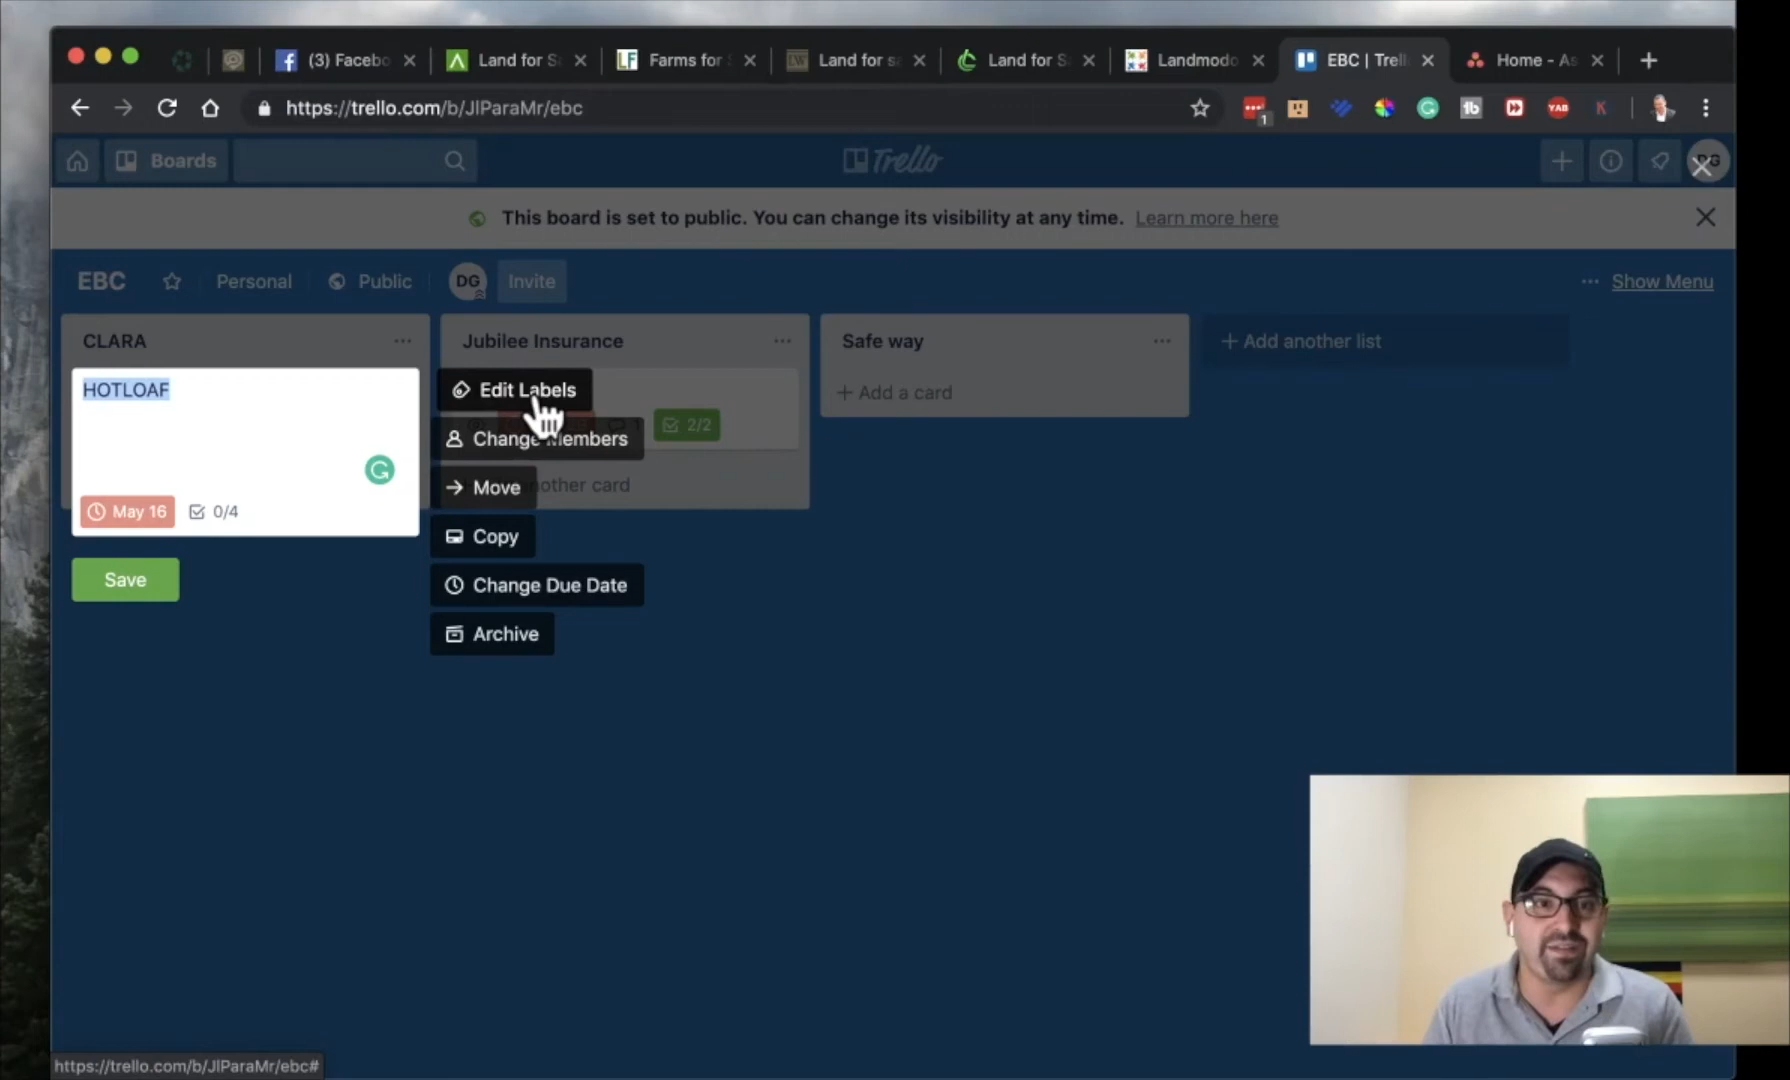 (3) Facebo
Land for S
Farms for
Land for s
Land for S
Landmodo
EBC | Trell
Home - As
https://trello.com/b/JlParaMr/ebc
1
YAB
K
Boards
Trello
This board is set to public. You can change its visibility at any time. Learn more here
EBC
Personal
Public
DG
Invite
Show Menu
CLARA
Jubilee Insurance
Safe way
+ Add another list
HOTLOAF
Edit Labels
+ Add a card
1
2/2
Change Members
Move
nother card
May 16
0/4
Copy
Save
Change Due Date
Archive
https://trello.com/b/JlParaMr/ebc#